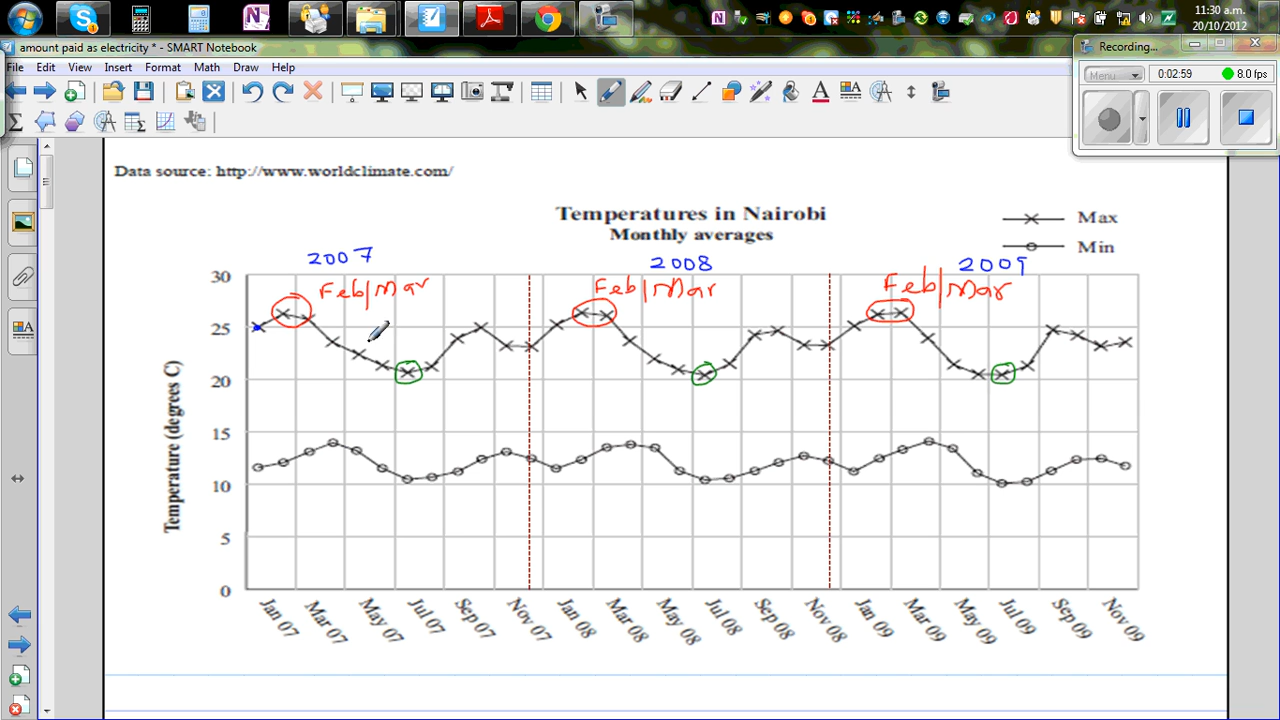 11:30 am
20/10/2012
amount paid as electricity * - SMART Notebook
Recording...
File Edit View Insert Format Math Draw Help
Menu 0:02:59 8.0 fps
Data source: http://www.worldclimate.com/
Temperatures in Nairobi
Monthly averages
Max
Min
2007 2008 2009
Feb/Mar Feb/Mar Feb/Mar
Temperature (degrees C)
30
25
20
15
10
5
0
Jan 07 Mar 07 May 07 Jul 07 Sep 07 Nov 07 Jan 08 Mar 08 May 08 Jul 08 Sep 08 Nov 08 Jan 09 Mar 09 May 09 Jul 09 Sep 09 Nov 09